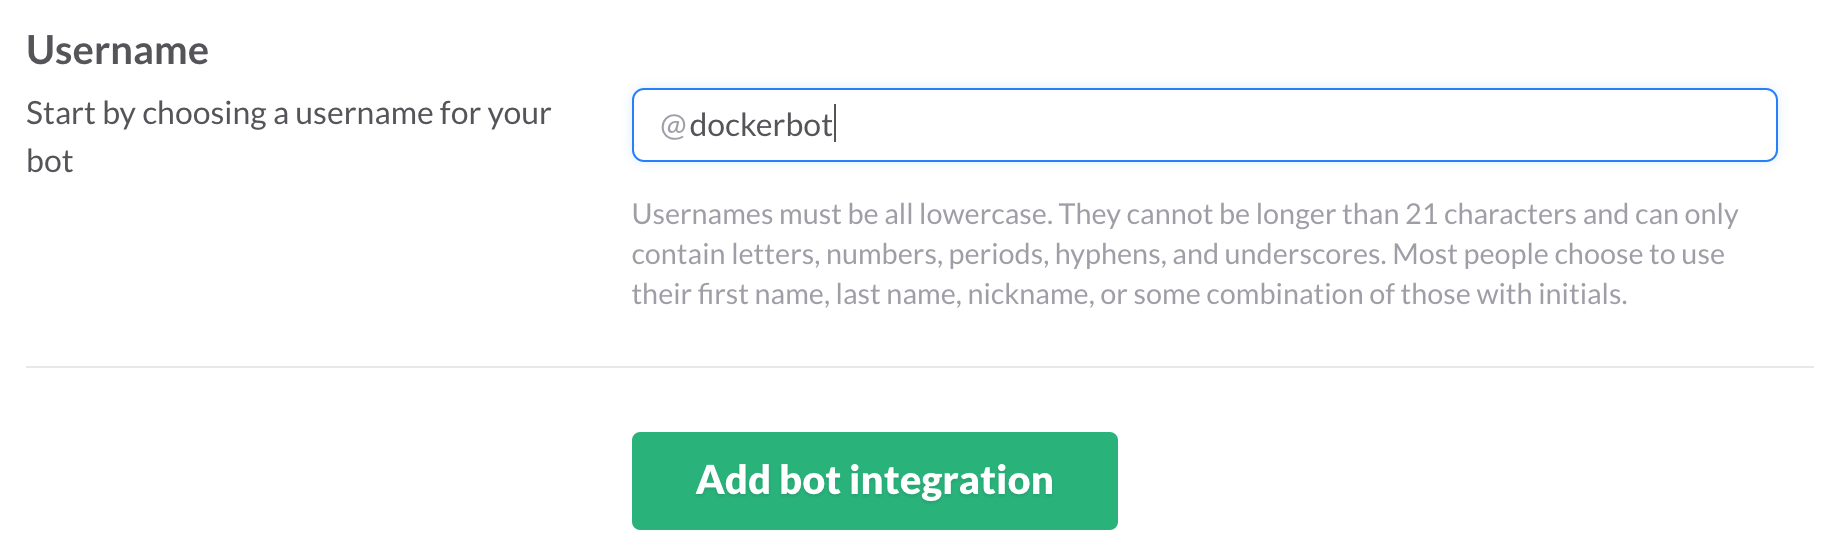 Username
Start by choosing a username for your
bot
@dockerbot
Usernames must be all lowercase. They cannot be longer than 21 characters and can only
contain letters, numbers, periods, hyphens, and underscores. Most people choose to use
their first name, last name, nickname, or some combination of those with initials.
Add bot integration